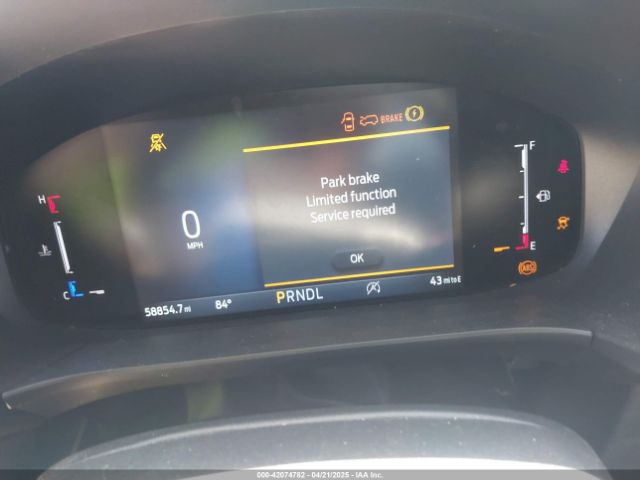 BRAKE
Park brake
Limited function
Service required
OK
0
MPH
H
C
F
E
ABS
58854.7 mi 84° PRNDL 43 mi to E
000-42074782 - 04/21/2025 - IAA Inc.